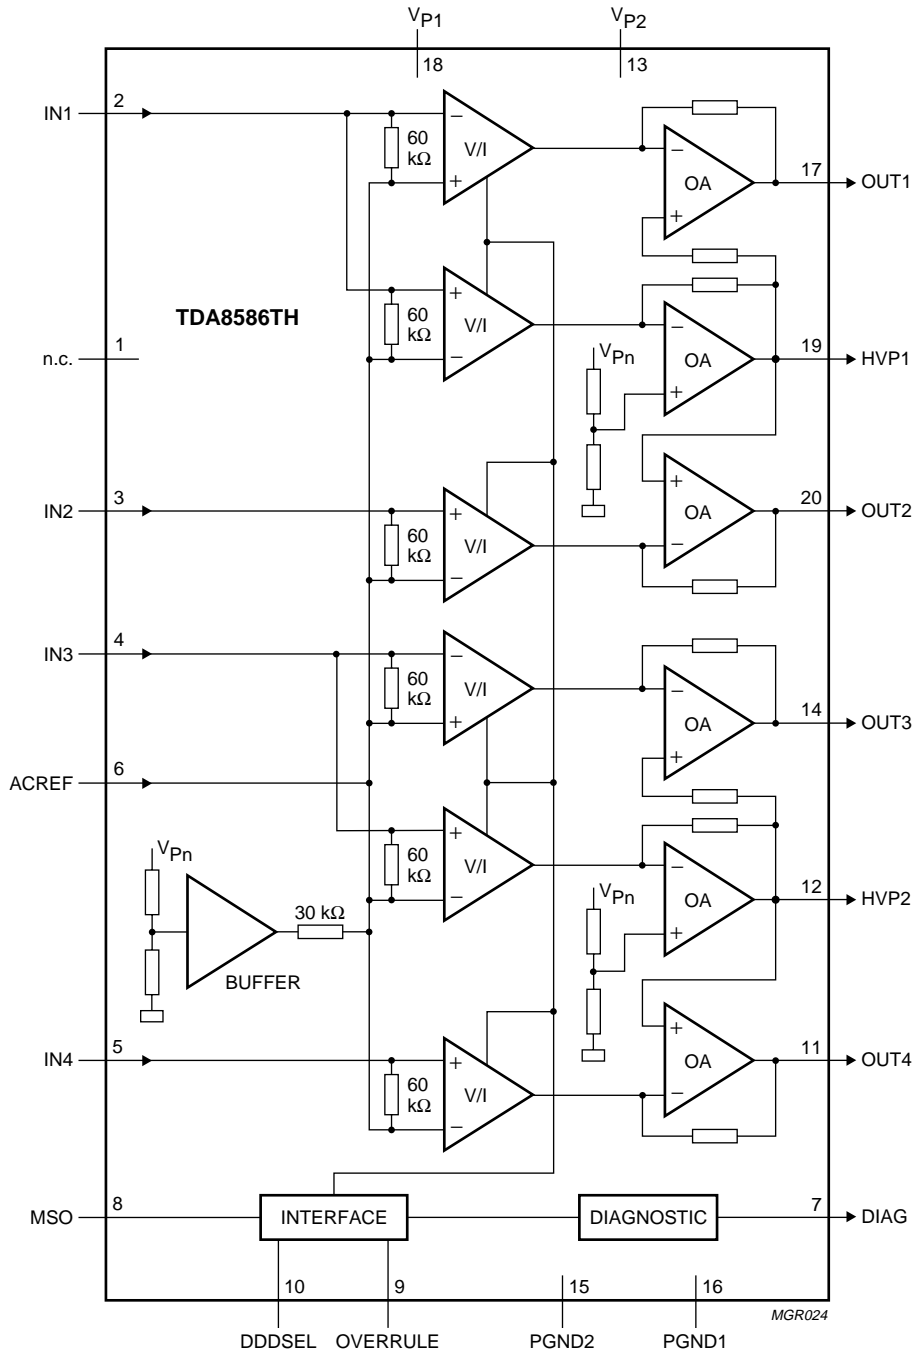 VP1
VP2
18
13
IN1
2
60
kΩ
−
V/I
+
−
OA
+
17
OUT1
TDA8586TH
60
kΩ
+
V/I
−
VPn
−
OA
+
19
HVP1
n.c.
1
IN2
3
60
kΩ
+
V/I
−
+
OA
−
20
OUT2
IN3
4
60
kΩ
−
V/I
+
−
OA
+
14
OUT3
ACREF
6
60
kΩ
+
V/I
−
VPn
−
OA
+
12
HVP2
VPn
30 kΩ
BUFFER
IN4
5
60
kΩ
+
V/I
−
+
OA
−
11
OUT4
MSO
8
INTERFACE
DIAGNOSTIC
7
DIAG
10
9
15
16
MGR024
DDDSEL
OVERRULE
PGND2
PGND1